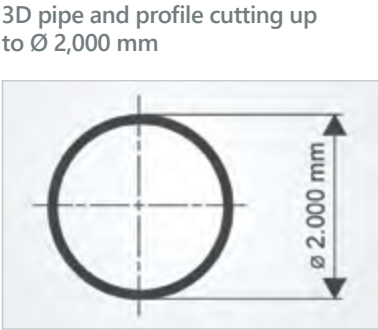 3D pipe and profile cutting up
to Ø 2,000 mm
ø 2.000 mm